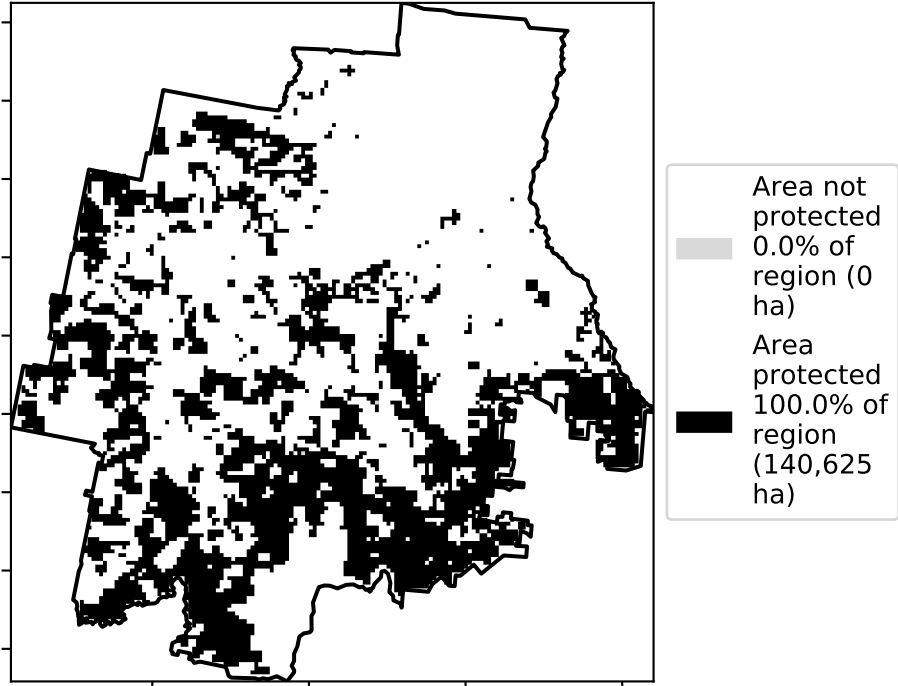 Area not
protected
0.0% of
region (0
ha)
Area
protected
100.0% of
region
(140,625
ha)